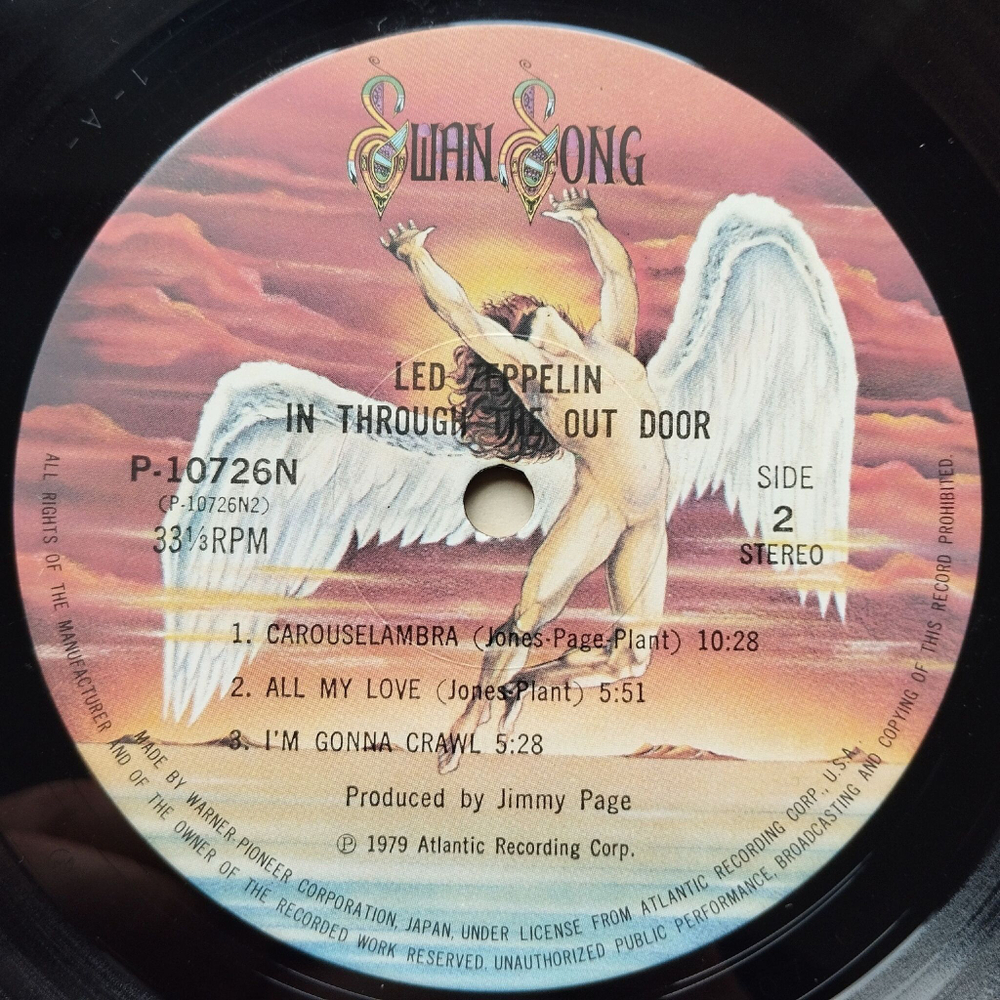 SWAN SONG
LED ZEPPELIN
IN THROUGH THE OUT DOOR
P-10726N
(P-10726N2)
33⅓RPM
SIDE
2
STEREO
1. CAROUSELAMBRA (Jones-Page-Plant) 10:28
2. ALL MY LOVE (Jones-Plant) 5:51
3. I'M GONNA CRAWL 5:28
Produced by Jimmy Page
℗ 1979 Atlantic Recording Corp.
MADE BY WARNER-PIONEER CORPORATION, JAPAN, UNDER LICENSE FROM ATLANTIC RECORDING CORP., U.S.A.
ALL RIGHTS OF THE MANUFACTURER AND OF THE OWNER OF THE RECORDED WORK RESERVED. UNAUTHORIZED PUBLIC PERFORMANCE, BROADCASTING AND COPYING OF THIS RECORD PROHIBITED.